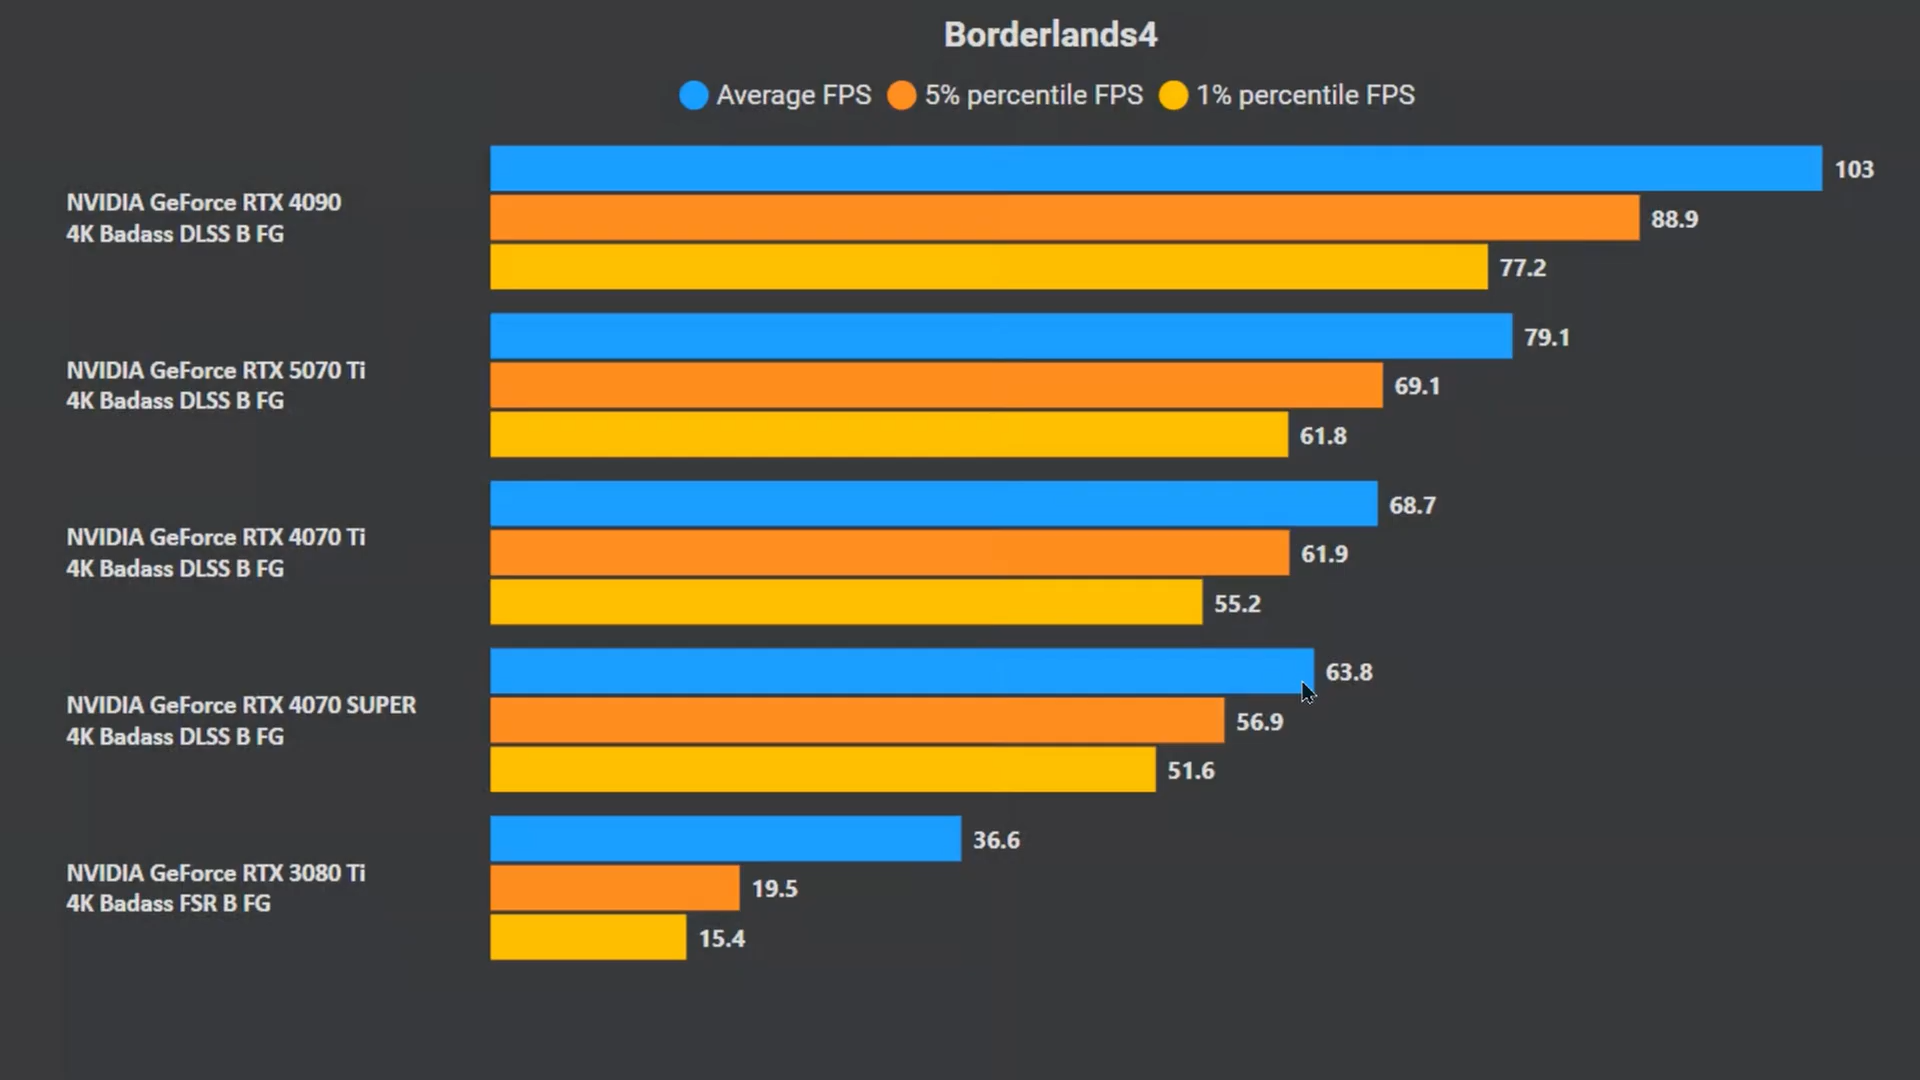 Borderlands4
Average FPS 5% percentile FPS 1% percentile FPS
NVIDIA GeForce RTX 4090
4K Badass DLSS B FG
103
88.9
77.2
NVIDIA GeForce RTX 5070 Ti
4K Badass DLSS B FG
79.1
69.1
61.8
NVIDIA GeForce RTX 4070 Ti
4K Badass DLSS B FG
68.7
61.9
55.2
NVIDIA GeForce RTX 4070 SUPER
4K Badass DLSS B FG
63.8
56.9
51.6
NVIDIA GeForce RTX 3080 Ti
4K Badass FSR B FG
36.6
19.5
15.4